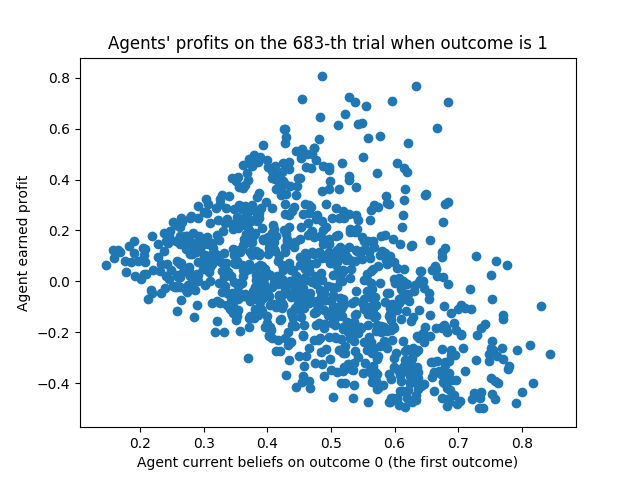 Agents' profits on the 683-th trial when outcome is 1
0.8
0.6
0.4
0.2
0.0
−0.2
−0.4
Agent earned profit
0.2 0.3 0.4 0.5 0.6 0.7 0.8
Agent current beliefs on outcome 0 (the first outcome)